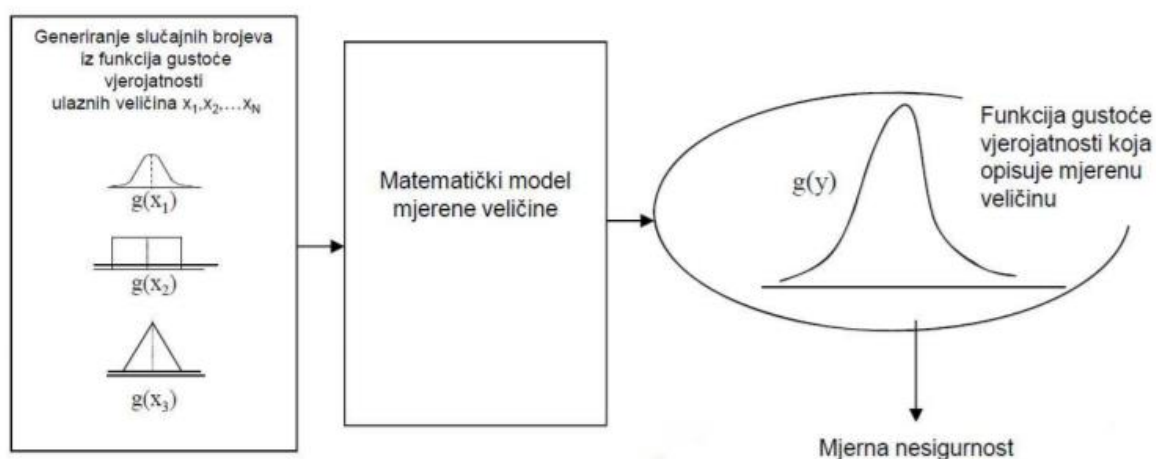 Generiranje slučajnih brojeva
iz funkcija gustoće
vjerojatnosti
ulaznih veličina x₁,x₂,...xN
g(x₁)
g(x₂)
g(x₃)
Matematički model
mjerene veličine
g(y)
Funkcija gustoće
vjerojatnosti koja
opisuje mjerenu
veličinu
Mjerna nesigurnost